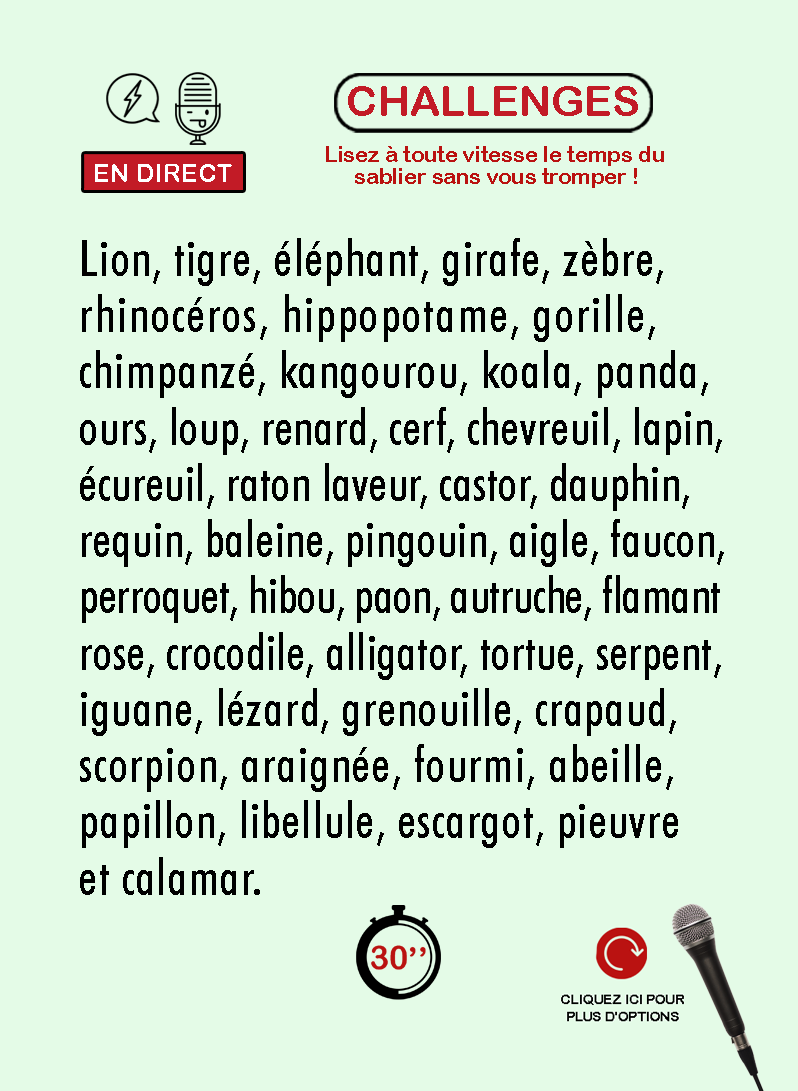 CHALLENGES
EN DIRECT
Lisez à toute vitesse le temps du
sablier sans vous tromper !
Lion, tigre, éléphant, girafe, zèbre,
rhinocéros, hippopotame, gorille,
chimpanzé, kangourou, koala, panda,
ours, loup, renard, cerf, chevreuil, lapin,
écureuil, raton laveur, castor, dauphin,
requin, baleine, pingouin, aigle, faucon,
perroquet, hibou, paon, autruche, flamant
rose, crocodile, alligator, tortue, serpent,
iguane, lézard, grenouille, crapaud,
scorpion, araignée, fourmi, abeille,
papillon, libellule, escargot, pieuvre
et calamar.
30’’
CLIQUEZ ICI POUR
PLUS D'OPTIONS